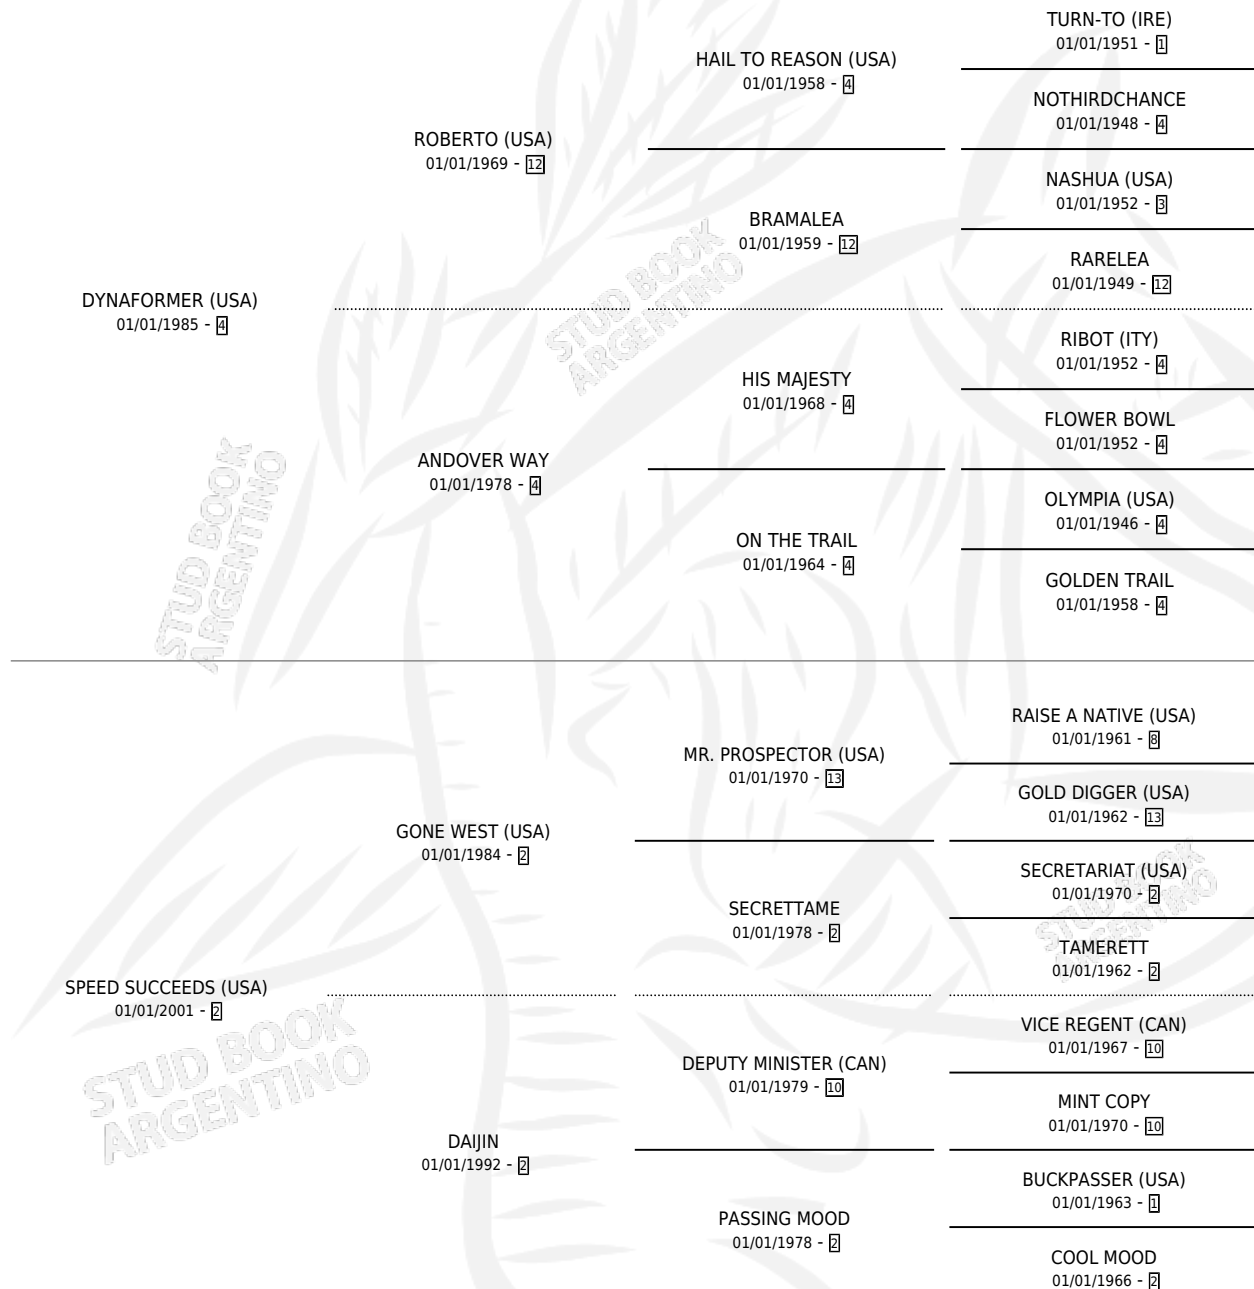 TURN-TO (IRE)
01/01/1951 - 1
HAIL TO REASON (USA)
01/01/1958 - 4
NOTHIRDCHANCE
01/01/1948 - 4
ROBERTO (USA)
01/01/1969 - 12
NASHUA (USA)
01/01/1952 - 3
BRAMALEA
01/01/1959 - 12
RARELEA
01/01/1949 - 12
DYNAFORMER (USA)
01/01/1985 - 4
RIBOT (ITY)
01/01/1952 - 4
HIS MAJESTY
01/01/1968 - 4
FLOWER BOWL
01/01/1952 - 4
ANDOVER WAY
01/01/1978 - 4
OLYMPIA (USA)
01/01/1946 - 4
ON THE TRAIL
01/01/1964 - 4
GOLDEN TRAIL
01/01/1958 - 4
RAISE A NATIVE (USA)
01/01/1961 - 8
MR. PROSPECTOR (USA)
01/01/1970 - 13
GOLD DIGGER (USA)
01/01/1962 - 13
GONE WEST (USA)
01/01/1984 - 2
SECRETARIAT (USA)
01/01/1970 - 2
SECRETTAME
01/01/1978 - 2
TAMERETT
01/01/1962 - 2
SPEED SUCCEEDS (USA)
01/01/2001 - 2
VICE REGENT (CAN)
01/01/1967 - 10
DEPUTY MINISTER (CAN)
01/01/1979 - 10
MINT COPY
01/01/1970 - 10
DAIJIN
01/01/1992 - 2
BUCKPASSER (USA)
01/01/1963 - 1
PASSING MOOD
01/01/1978 - 2
COOL MOOD
01/01/1966 - 2
STUD BOOK
ARGENTINO
STUD BOOK
ARGENTINO
STUD BOOK
ARGENTINO
STUD BOOK
ARGENTINO